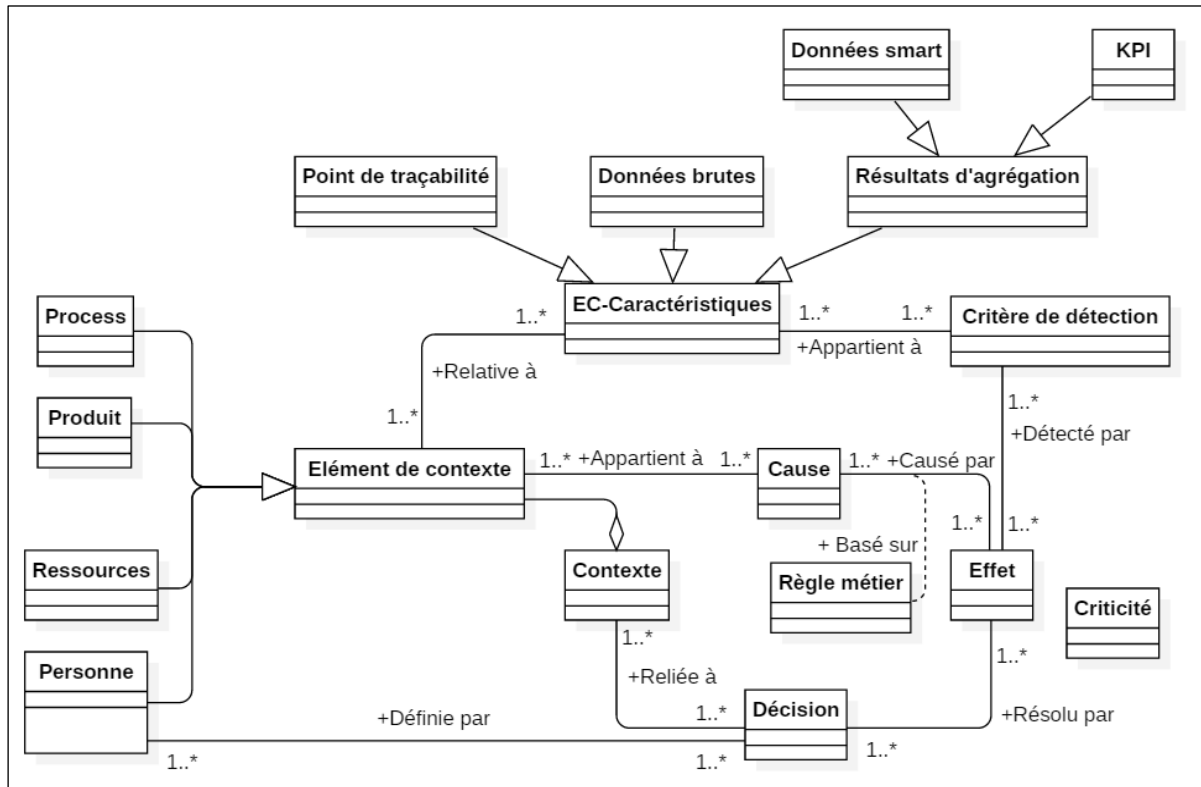 Données smart
KPI
Point de traçabilité
Données brutes
Résultats d'agrégation
EC-Caractéristiques
Process
1..*
1..*
1..*
Critère de détection
+Appartient à
+Relative à
Produit
1..*
1..*
+Détecté par
Elément de contexte
1..*
+Appartient à
1..*
Cause
1..*
+Causé par
1..*
1..*
+ Basé sur
Ressources
Contexte
Règle métier
Effet
Criticité
1..*
1..*
Personne
+Reliée à
+Définie par
1..*
Décision
+Résolu par
1..*
1..*
1..*